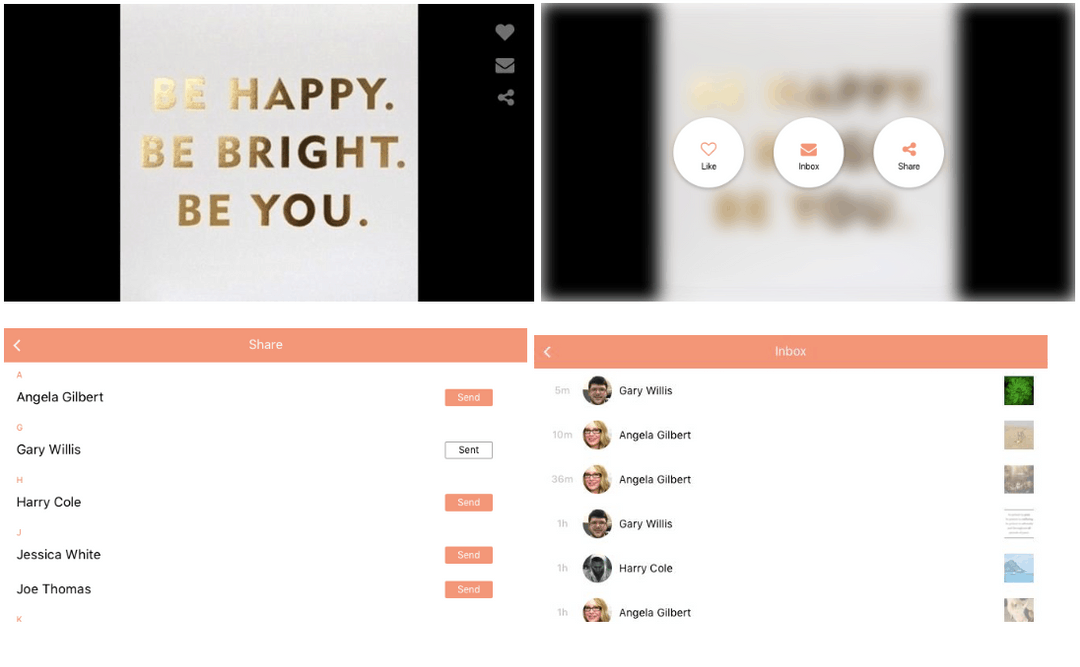 BE HAPPY.
BE BRIGHT.
BE YOU.
Like
Inbox
Share
Share
A
Angela Gilbert
Send
G
Gary Willis
Sent
H
Harry Cole
Send
J
Jessica White
Send
Joe Thomas
Send
K
Inbox
5m Gary Willis
10m Angela Gilbert
36m Angela Gilbert
1h Gary Willis
1h Harry Cole
1h Angela Gilbert